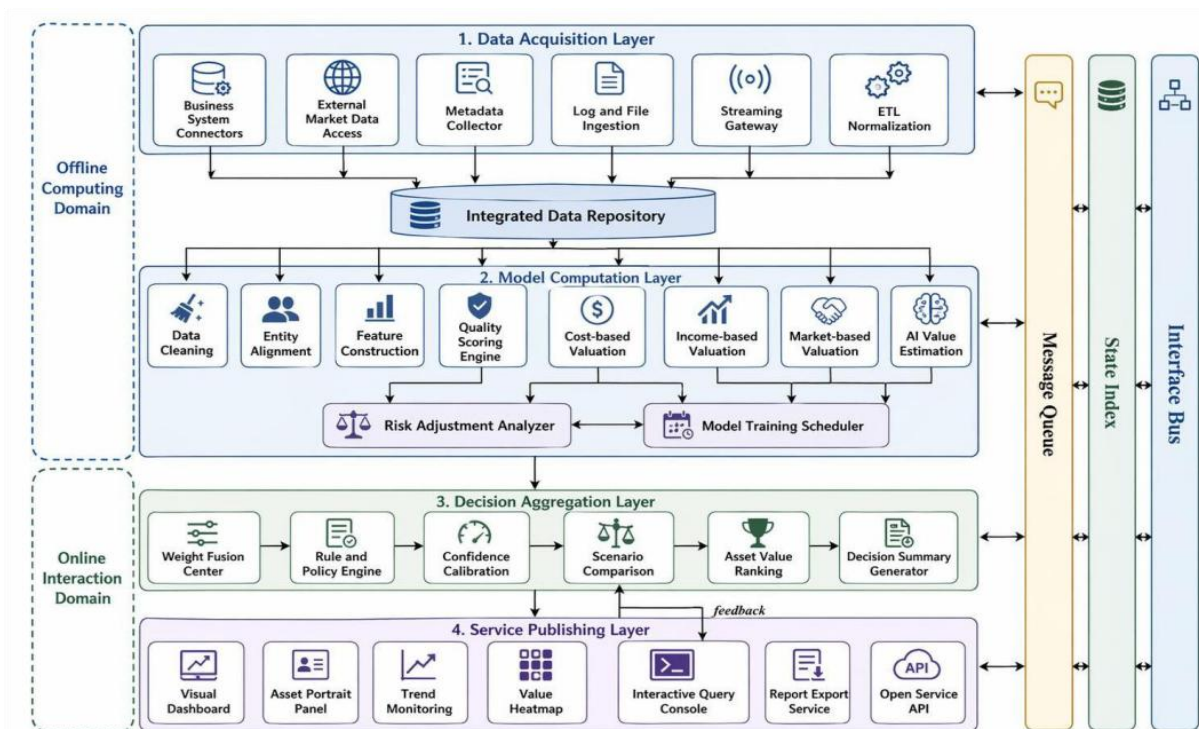 1. Data Acquisition Layer
Business
System
Connectors
External
Market Data
Access
Metadata
Collector
Log and File
Ingestion
Streaming
Gateway
ETL
Normalization
Offline
Computing
Domain
Integrated Data Repository
2. Model Computation Layer
Data
Cleaning
Entity
Alignment
Feature
Construction
Quality
Scoring
Engine
Cost-based
Valuation
Income-based
Valuation
Market-based
Valuation
AI Value
Estimation
Risk Adjustment Analyzer
Model Training Scheduler
Online
Interaction
Domain
3. Decision Aggregation Layer
Weight Fusion
Center
Rule and
Policy Engine
Confidence
Calibration
Scenario
Comparison
Asset Value
Ranking
Decision Summary
Generator
feedback
4. Service Publishing Layer
Visual
Dashboard
Asset Portrait
Panel
Trend
Monitoring
Value
Heatmap
Interactive Query
Console
Report Export
Service
API
Open Service
API
Message Queue
State Index
Interface Bus